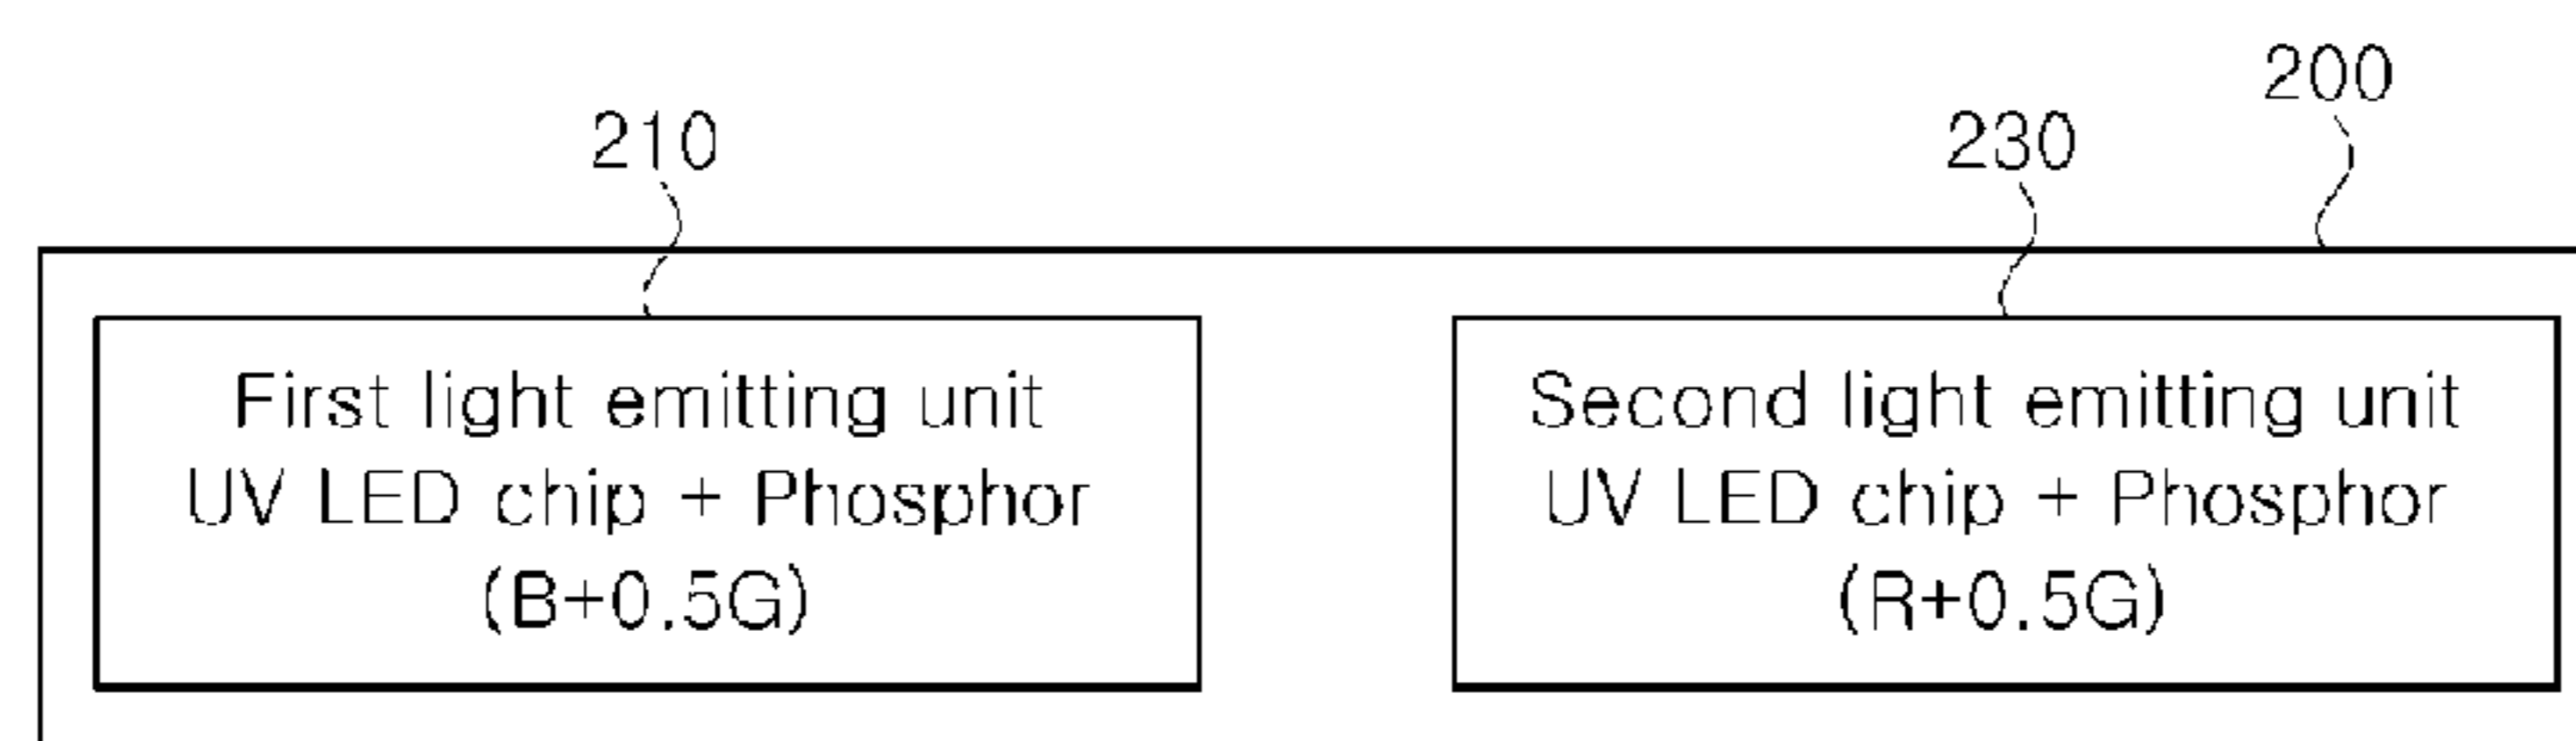 200
210
230
First light emitting unit
UV LED chip + Phosphor
(B+0.5G)
Second light emitting unit
UV LED chip + Phosphor
(R+0.5G)